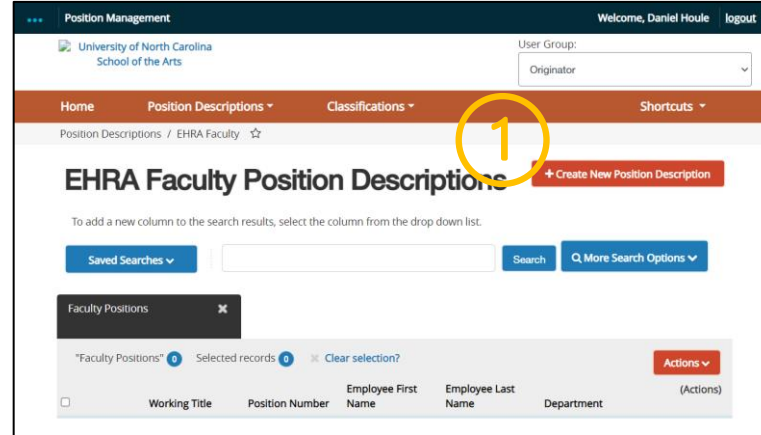 ••• Position Management Welcome, Daniel Houle logout
University of North Carolina
School of the Arts
User Group:
Originator
Home Position Descriptions Classifications Shortcuts
Position Descriptions / EHRA Faculty
1
EHRA Faculty Position Descriptions
+ Create New Position Description
To add a new column to the search results, select the column from the drop down list.
Saved Searches Search More Search Options
Faculty Positions ✖
"Faculty Positions" 0 Selected records 0 ✖ Clear selection?
Actions
Working Title Position Number Employee First Name Employee Last Name Department (Actions)